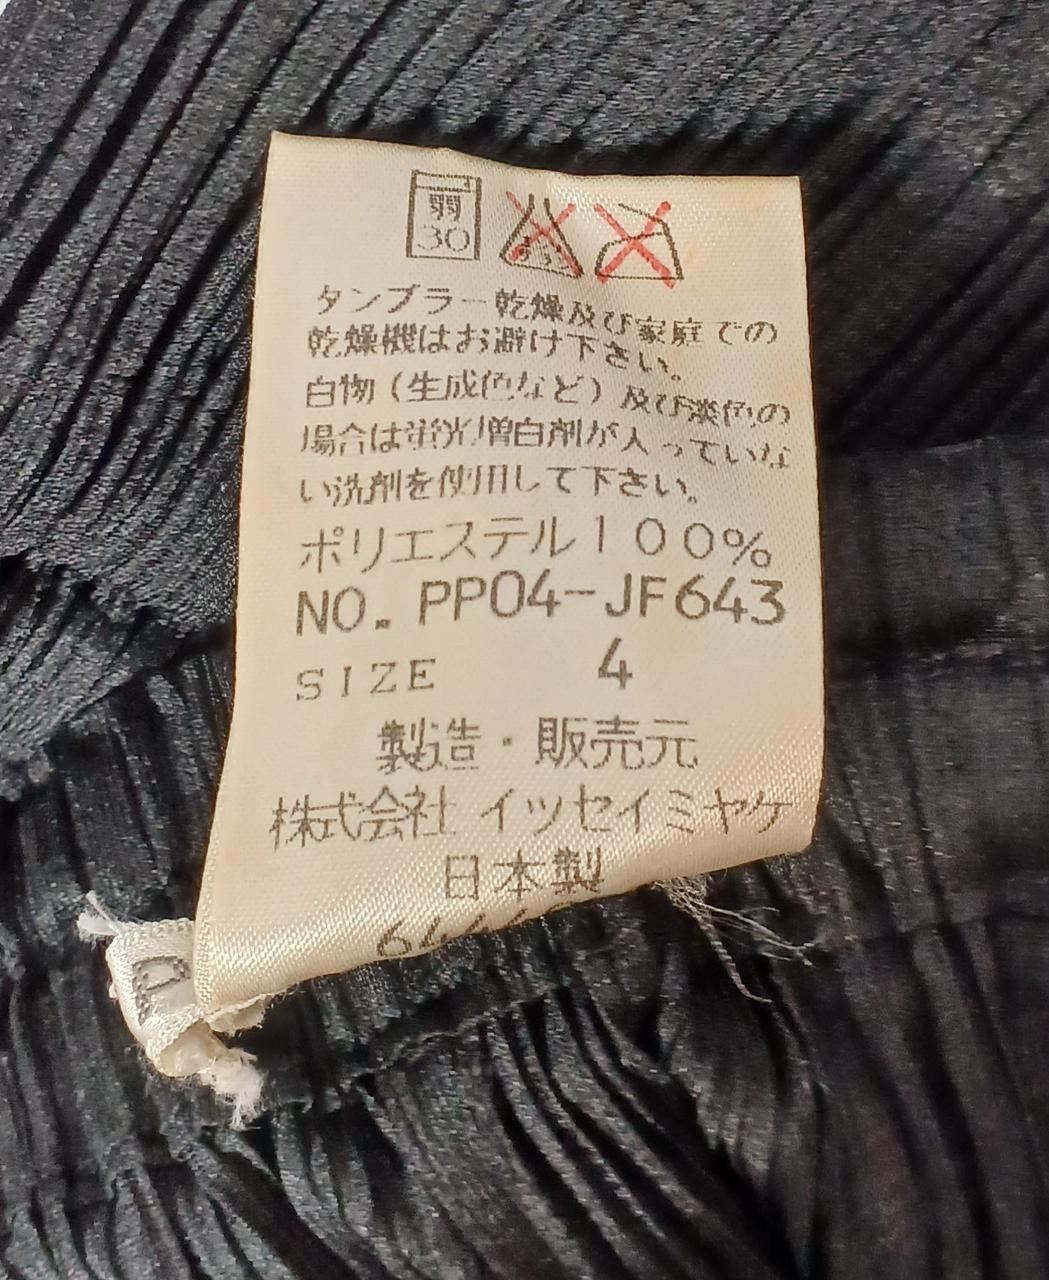 弱
30
タンブラー乾燥及び家庭での
乾燥機はお避け下さい。
白物(生成色など)及び淡色の
場合は蛍光増白剤が入っていな
い洗剤を使用して下さい。
ポリエステル100%
NO. PP04-JF643
SIZE 4
製造・販売元
株式会社 イッセイミヤケ
日本製